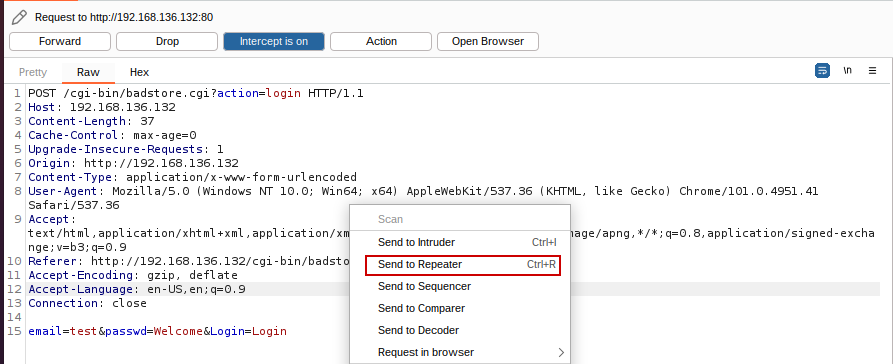 Request to http://192.168.136.132:80
Forward Drop Intercept is on Action Open Browser
Pretty Raw Hex \n ≡
1 POST /cgi-bin/badstore.cgi?action=login HTTP/1.1
2 Host: 192.168.136.132
3 Content-Length: 37
4 Cache-Control: max-age=0
5 Upgrade-Insecure-Requests: 1
6 Origin: http://192.168.136.132
7 Content-Type: application/x-www-form-urlencoded
8 User-Agent: Mozilla/5.0 (Windows NT 10.0; Win64; x64) AppleWebKit/537.36 (KHTML, like Gecko) Chrome/101.0.4951.41
Safari/537.36
9 Accept:
text/html,application/xhtml+xml,application/xm mage/apng,*/*;q=0.8,application/signed-excha
nge;v=b3;q=0.9
10 Referer: http://192.168.136.132/cgi-bin/badsto
11 Accept-Encoding: gzip, deflate
12 Accept-Language: en-US,en;q=0.9
13 Connection: close
14
15 email=test&passwd=Welcome&Login=Login
Scan
Send to Intruder Ctrl+I
Send to Repeater Ctrl+R
Send to Sequencer
Send to Comparer
Send to Decoder
Request in browser >